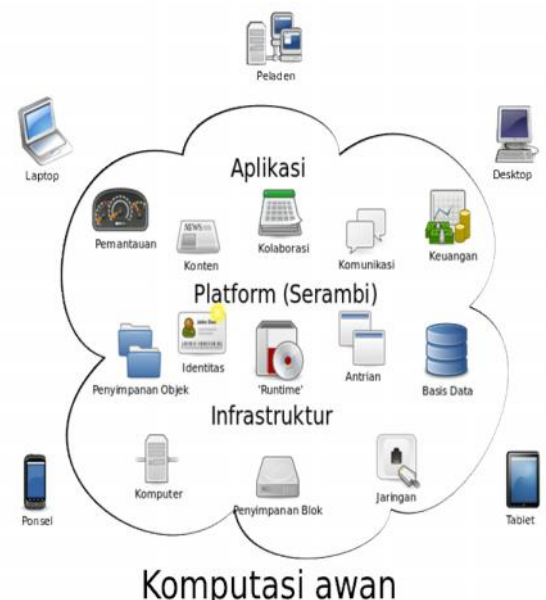 Peladen
Laptop
Desktop
Aplikasi
Pemantauan
NEWS
Konten
Kolaborasi
Komunikasi
Keuangan
Platform (Serambi)
Penyimpanan Objek
Identitas
'Runtime'
Antrian
Basis Data
Infrastruktur
Ponsel
Komputer
Penyimpanan Blok
Jaringan
Tablet
Komputasi awan